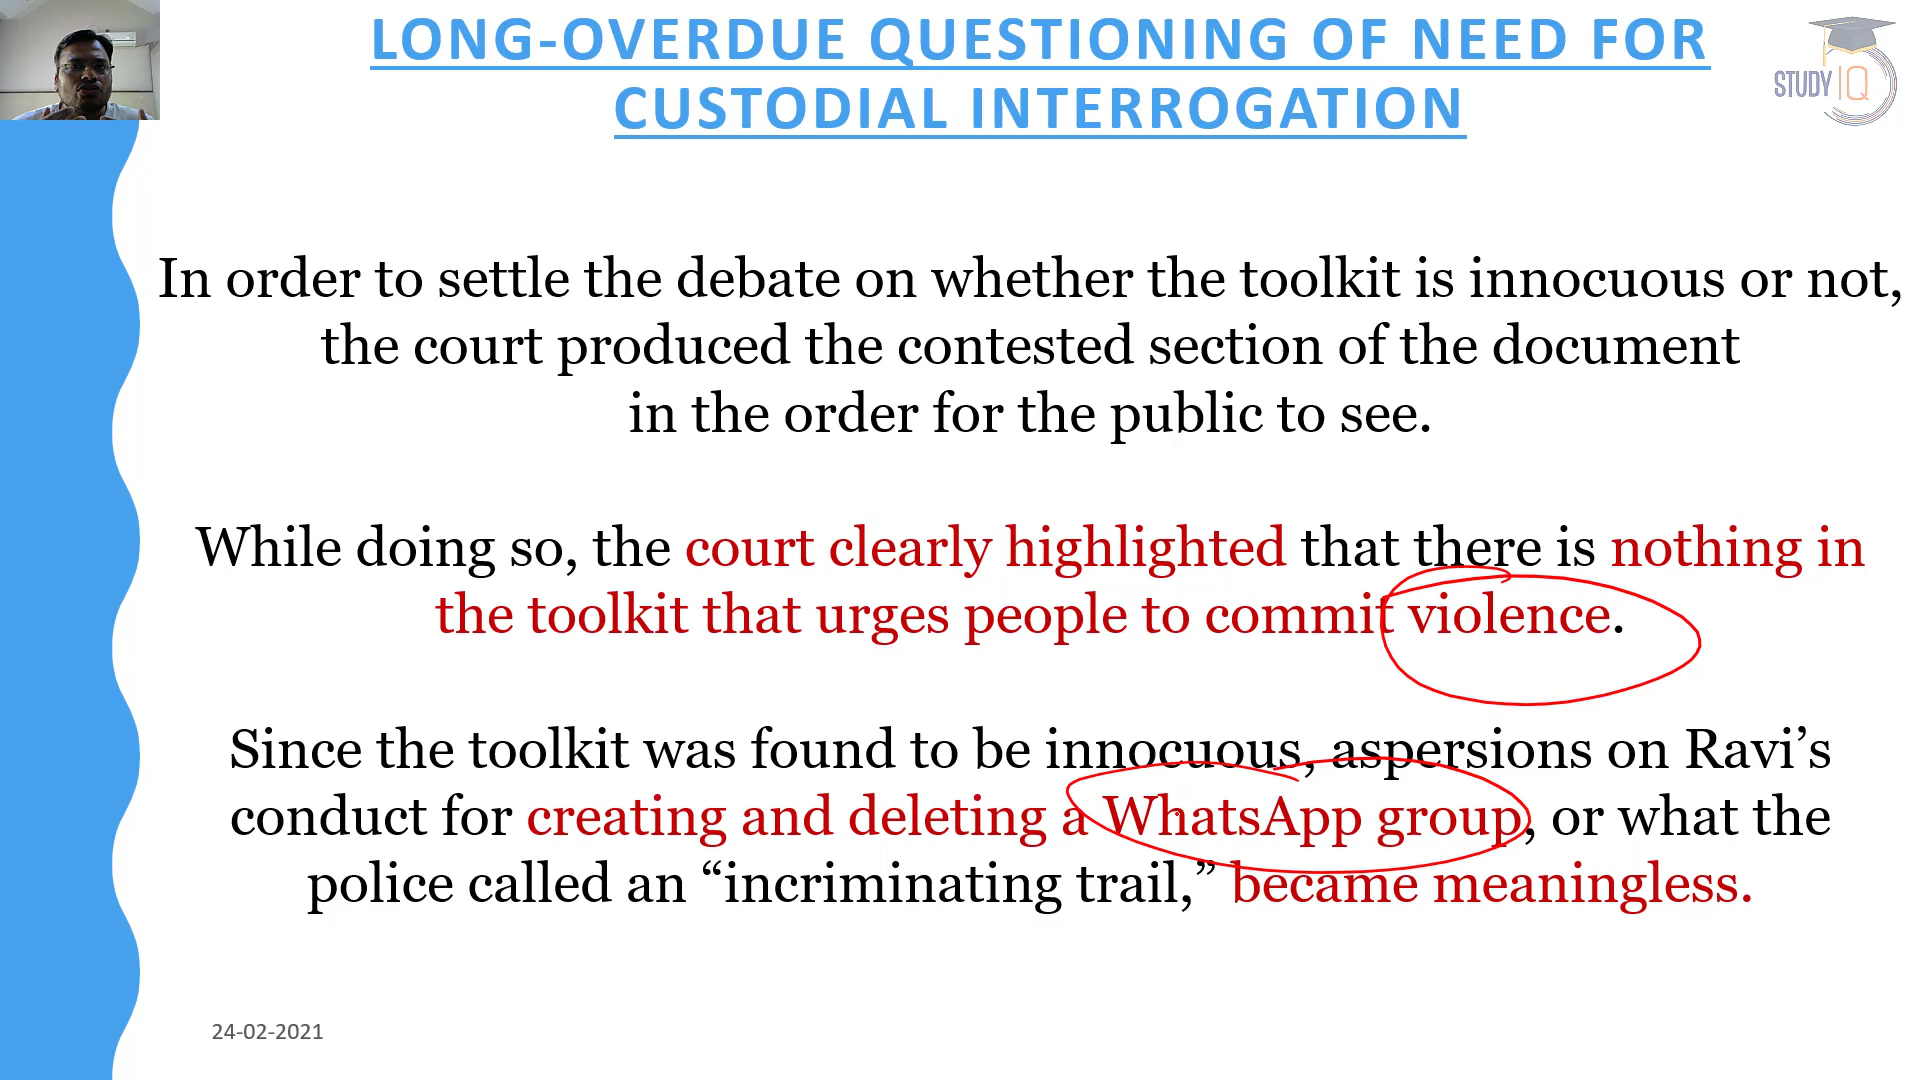 LONG-OVERDUE QUESTIONING OF NEED FOR
CUSTODIAL INTERROGATION
STUDY IQ
In order to settle the debate on whether the toolkit is innocuous or not,
the court produced the contested section of the document
in the order for the public to see.
While doing so, the court clearly highlighted that there is nothing in
the toolkit that urges people to commit violence.
Since the toolkit was found to be innocuous, aspersions on Ravi’s
conduct for creating and deleting a WhatsApp group, or what the
police called an “incriminating trail,” became meaningless.
24-02-2021